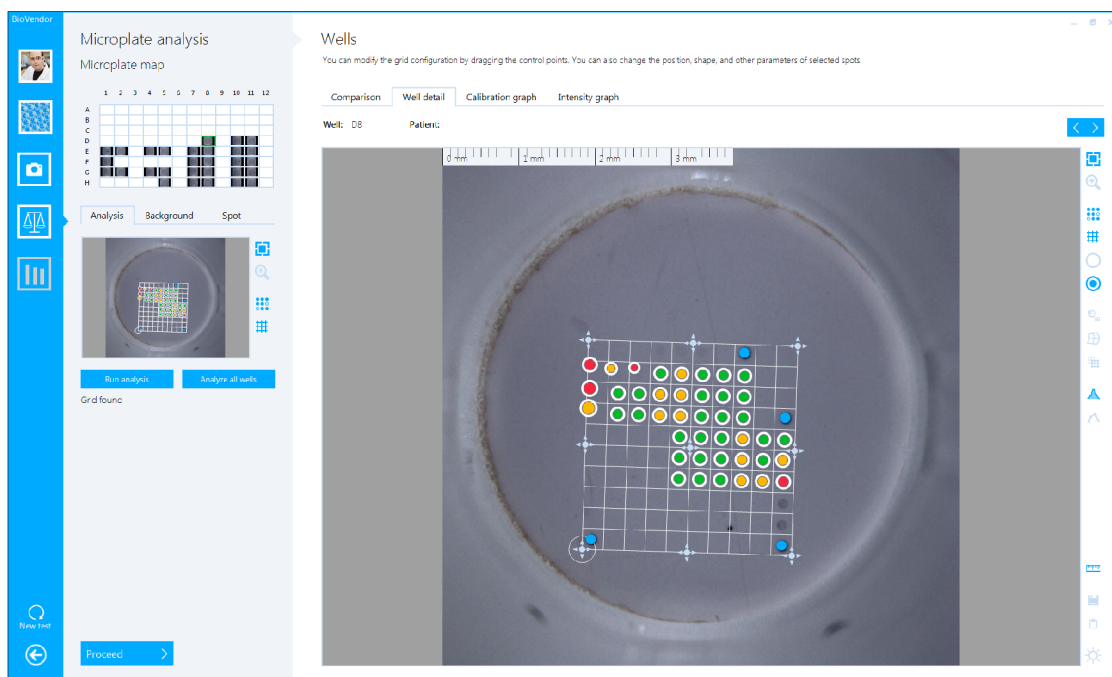 BioVendor
Microplate analysis
Microplate map
1 2 3 4 5 6 7 8 9 10 11 12
A
B
C
D
E
F
G
H
Analysis Background Spot
Run analysis Analyze all wells
Grid found
New test
Proceed
Wells
You can modify the grid configuration by dragging the control points. You can also change the position, shape, and other parameters of selected spots.
Comparison Well detail Calibration graph Intensity graph
Well: D8 Patient:
0 mm 1 mm 2 mm 3 mm